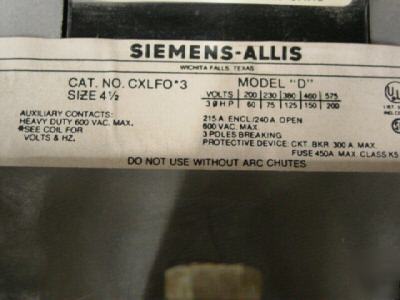 SIEMENS-ALLIS
WICHITA FALLS, TEXAS
CAT. NO. CXLFO*3 MODEL "D"
SIZE 4½
VOLTS 200 230 380 460 575
3 Ø H P 60 75 125 150 200
AUXILIARY CONTACTS:
HEAVY DUTY 600 VAC. MAX.
*SEE COIL FOR
VOLTS & HZ.
215 A. ENCL/240 A. OPEN
600 VAC. MAX.
3 POLES BREAKING
PROTECTIVE DEVICE: CKT. BKR 300 A. MAX.
FUSE 450A MAX. CLASS K5
DO NOT USE WITHOUT ARC CHUTES
UL